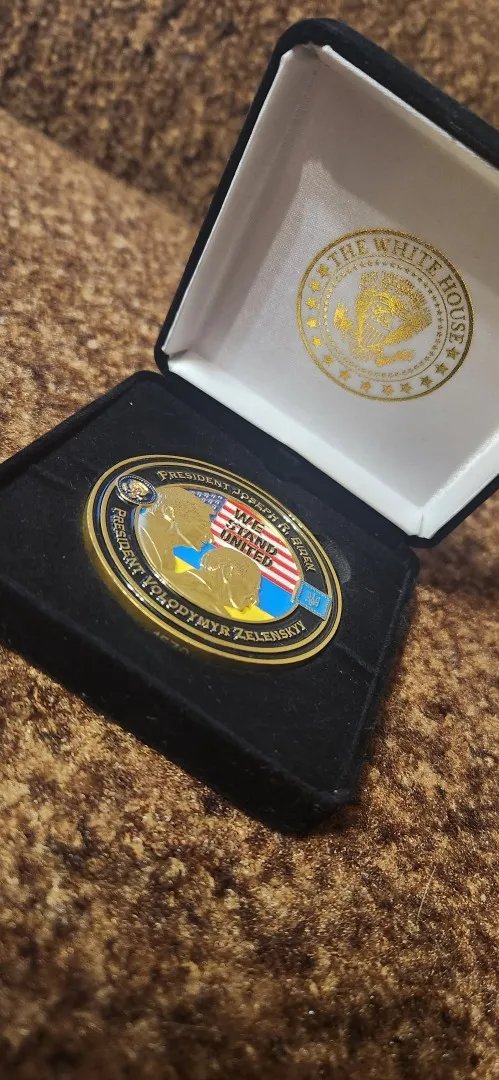 THE WHITE HOUSE
PRESIDENT JOSEPH R. BIDEN
WE
STAND
UNITED
PRESIDENT VOLODYMYR ZELENSKYY